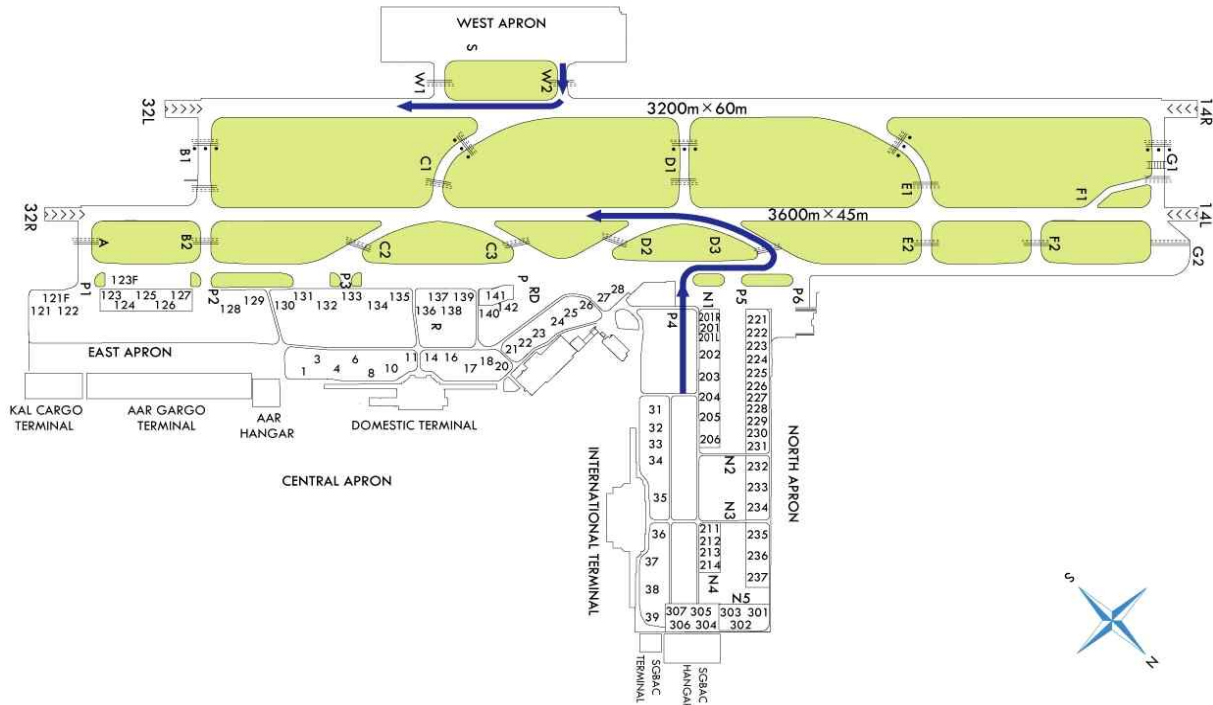 WEST APRON
S
W1
W2
32L
3200m × 60m
14R
B1
C1
D1
E1
G1
F1
32R
3600m × 45m
14L
A
B2
C2
C3
D2
D3
E2
F2
G2
P1
123F
P2
P3
P
RD
N1
P5
P6
P4
121F
121 122
123 125 127
124 126
128 129
130 131 132 133 134 135
136 137 138 139
140 141 142
R
1 3 4 6 8 10 11
14 16 17 18 20
21 22 23 24 25 26
27 28
EAST APRON
KAL CARGO
TERMINAL
AAR GARGO
TERMINAL
AAR
HANGAR
DOMESTIC TERMINAL
CENTRAL APRON
INTERNATIONAL TERMINAL
NORTH APRON
31
32
33
34
35
36
37
38
39
201R
201
201L
202
203
204
205
206
N2
N3
211
212
213
214
N4
N5
221
222
223
224
225
226
227
228
229
230
231
232
233
234
235
236
237
307 305 303 301
306 304 302
SGBAC
TERMINAL
SGBAC
HANGAR
S
N